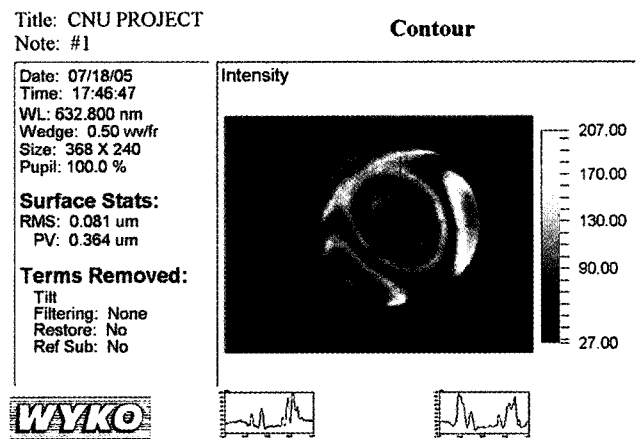 Title: CNU PROJECT
Note: #1
Contour
Date: 07/18/05
Time: 17:46:47
WL: 632.800 nm
Wedge: 0.50 wv/fr
Size: 368 X 240
Pupil: 100.0 %
Surface Stats:
RMS: 0.081 um
PV: 0.364 um
Terms Removed:
Tilt
Filtering: None
Restore: No
Ref Sub: No
Intensity
207.00
170.00
130.00
90.00
27.00
WYKO